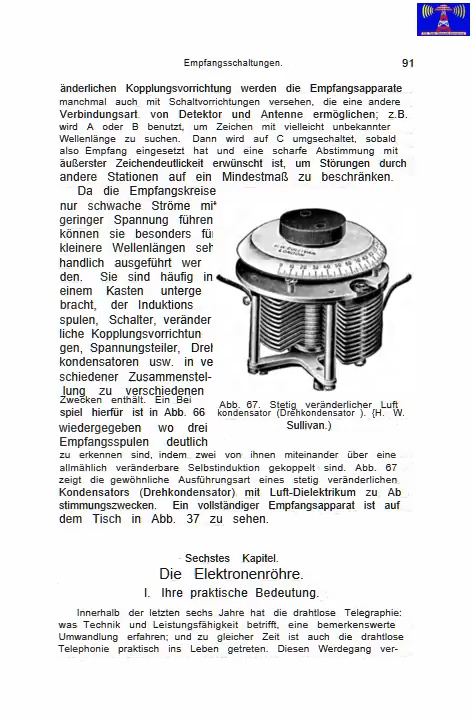 Empfangsschaltungen. 91
änderlichen Kopplungsvorrichtung werden die Empfangsapparate
manchmal auch mit Schaltvorrichtungen versehen, die eine andere
Verbindungsart von Detektor und Antenne ermöglichen; z.B.
wird A oder B benutzt, um Zeichen mit vielleicht unbekannter
Wellenlänge zu suchen. Dann wird auf C umgeschaltet, sobald
also Empfang eingesetzt hat und eine scharfe Abstimmung mit
äußerster Zeichendeutlichkeit erwünscht ist, um Störungen durch
andere Stationen auf ein Mindestmaß zu beschränken.
Da die Empfangskreise
nur schwache Ströme mit
geringer Spannung führen
können sie besonders für
kleinere Wellenlängen seh
handlich ausgeführt wer
den. Sie sind häufig in
einem Kasten unterge
bracht, der Induktions
spulen, Schalter, veränder
liche Kopplungsvorrichtun
gen, Spannungsteiler, Dreh
kondensatoren usw. in ve
schiedener Zusammenstel-
lung zu verschiedenen
Zwecken enthält. Ein Bei
spiel hierfür ist in Abb. 66
wiedergegeben wo drei
Empfangsspulen deutlich
H. W. SULLIVAN
LONDON
Abb. 67. Stetig veränderlicher Luft
kondensator (Drehkondensator ). {H. W.
Sullivan.)
zu erkennen sind, indem zwei von ihnen miteinander über eine
allmählich veränderbare Selbstinduktion gekoppelt sind. Abb. 67
zeigt die gewöhnliche Ausführungsart eines stetig veränderlichen
Kondensators (Drehkondensator) mit Luft-Dielektrikum zu Ab
stimmungszwecken. Ein vollständiger Empfangsapparat ist auf
dem Tisch in Abb. 37 zu sehen.
Sechstes Kapitel.
Die Elektronenröhre.
I. Ihre praktische Bedeutung.
Innerhalb der letzten sechs Jahre hat die drahtlose Telegraphie:
was Technik und Leistungsfähigkeit betrifft, eine bemerkenswerte
Umwandlung erfahren; und zu gleicher Zeit ist auch die drahtlose
Telephonie praktisch ins Leben getreten. Diesen Werdegang ver-